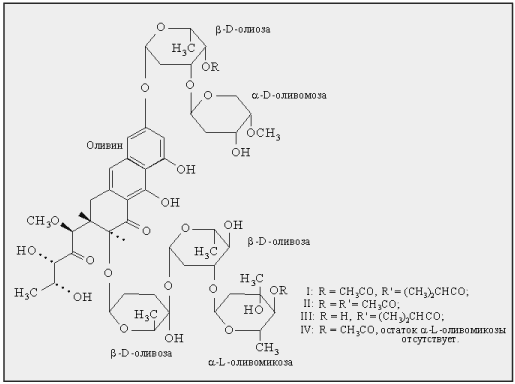 β-D-олиоза
O
O
H₃C
OR
O
O
α-D-оливомоза
O
O
OCH₃
OH
Оливин
OH
OH
O
CH₃O
HO
O
H₃C
OH
O
OH
β-D-оливоза
O
H₃C
O
O
O
H₃C
OR
HO
O
CH₃
O
H₃C
OH
β-D-оливоза
α-L-оливомикоза
I: R = CH₃CO, R' = (CH₃)₂CHCO;
II: R = R' = CH₃CO;
III: R = H, R' = (CH₃)₂CHCO;
IV: R = CH₃CO, остаток α-L-оливомикозы
отсутствует.